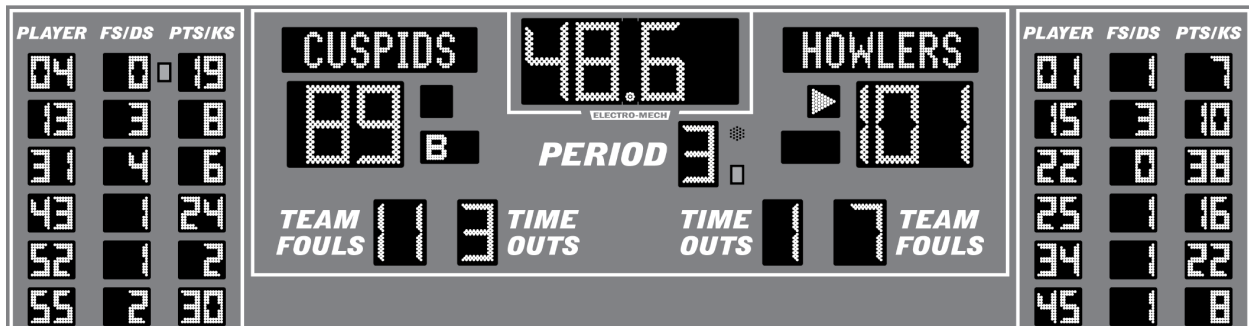 PLAYER FS/DS PTS/KS
04 0 19
13 3 8
31 4 6
43 1 24
52 1 2
55 2 30
CUSPIDS 48.6 HOWLERS
ELECTRO-MECH
89 B PERIOD 3 101
TEAM FOULS 11 3 TIME OUTS
TIME OUTS 1 7 TEAM FOULS
PLAYER FS/DS PTS/KS
01 1 7
15 3 10
22 0 38
25 1 16
34 1 22
45 1 8